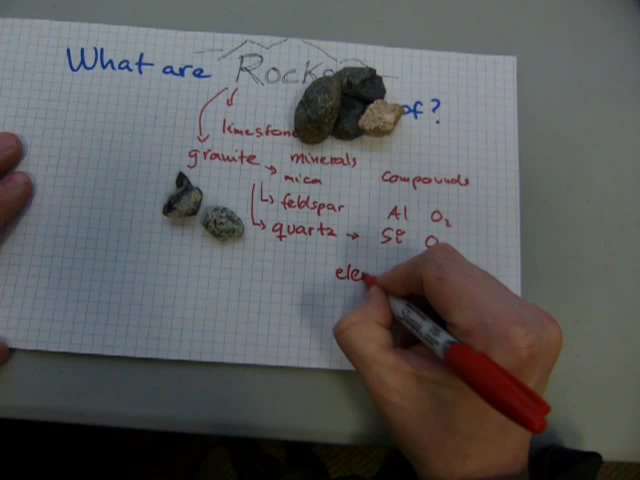 What are Rocks
of?
limestone
granite minerals
mica compounds
feldspar Al O2
quartz Si O
ele